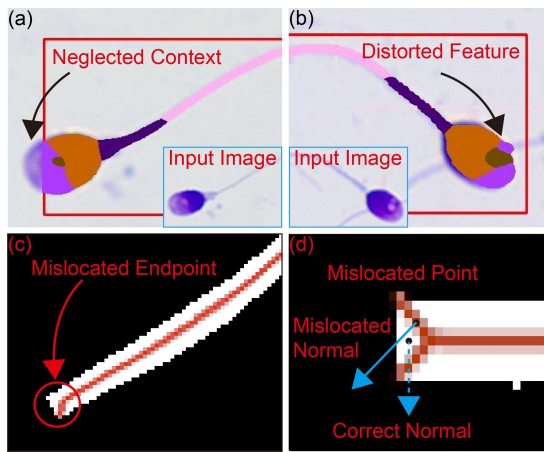 (a)
Neglected Context
Input Image
(b)
Distorted Feature
Input Image
(c)
Mislocated Endpoint
(d)
Mislocated Point
Mislocated
Normal
Correct Normal